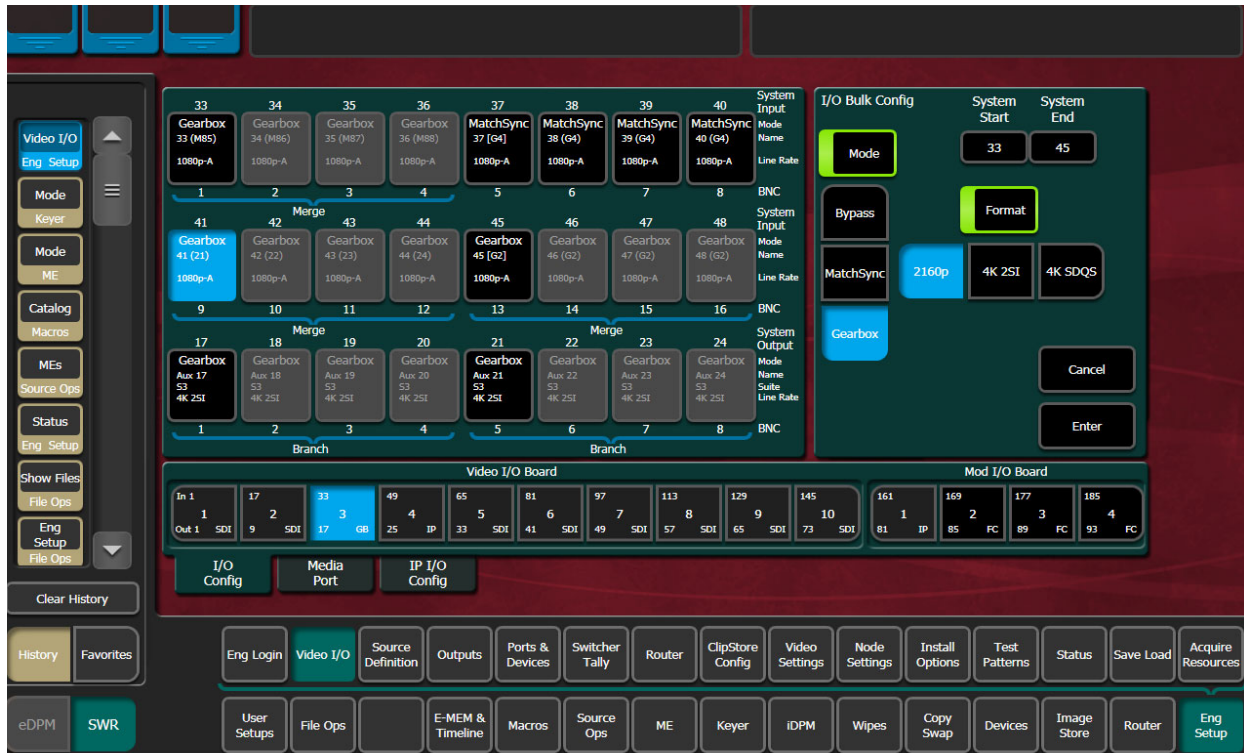 Video I/O
Eng Setup
Mode
Keyer
Mode
ME
Catalog
Macros
MEs
Source Ops
Status
Eng Setup
Show Files
File Ops
Eng
Setup
File Ops
Clear History
History Favorites
eDPM SWR
33 34 35 36 37 38 39 40 System
Input
Gearbox Gearbox Gearbox Gearbox MatchSync MatchSync MatchSync MatchSync Mode
33 (M85) 34 (M86) 35 (M87) 36 (M88) 37 [G4] 38 (G4) 39 (G4) 40 (G4) Name
1080p-A 1080p-A 1080p-A 1080p-A 1080p-A 1080p-A 1080p-A 1080p-A Line Rate
1 2 3 4 5 6 7 8 BNC
Merge
41 42 43 44 45 46 47 48 System
Input
Gearbox Gearbox Gearbox Gearbox Gearbox Gearbox Gearbox Gearbox Mode
41 (21) 42 (22) 43 (23) 44 (24) 45 [G2] 46 (G2) 47 (G2) 48 (G2) Name
1080p-A 1080p-A 1080p-A 1080p-A 1080p-A 1080p-A 1080p-A 1080p-A Line Rate
9 10 11 12 13 14 15 16 BNC
Merge Merge
17 18 19 20 21 22 23 24 System
Output
Gearbox Gearbox Gearbox Gearbox Gearbox Gearbox Gearbox Gearbox Mode
Aux 17 Aux 18 Aux 19 Aux 20 Aux 21 Aux 22 Aux 23 Aux 24 Name
S3 S3 S3 S3 S3 S3 S3 S3 Suite
4K 2SI 4K 2SI 4K 2SI 4K 2SI 4K 2SI 4K 2SI 4K 2SI 4K 2SI Line Rate
1 2 3 4 5 6 7 8 BNC
Branch Branch
I/O Bulk Config
System
Start
System
End
Mode
33 45
Bypass
Format
MatchSync
2160p 4K 2SI 4K SDQS
Gearbox
Cancel
Enter
Video I/O Board Mod I/O Board
In 1 17 33 49 65 81 97 113 129 145 161 169 177 185
1 2 3 4 5 6 7 8 9 10 1 2 3 4
Out 1 SDI 9 SDI 17 GB 25 IP 33 SDI 41 SDI 49 SDI 57 SDI 65 SDI 73 SDI 81 IP 85 FC 89 FC 93 FC
I/O
Config
Media
Port
IP I/O
Config
Eng Login
Video I/O
Source
Definition
Outputs
Ports &
Devices
Switcher
Tally
Router
ClipStore
Config
Video
Settings
Node
Settings
Install
Options
Test
Patterns
Status
Save Load
Acquire
Resources
User
Setups
File Ops
E-MEM &
Timeline
Macros
Source
Ops
ME
Keyer
iDPM
Wipes
Copy
Swap
Devices
Image
Store
Router
Eng
Setup